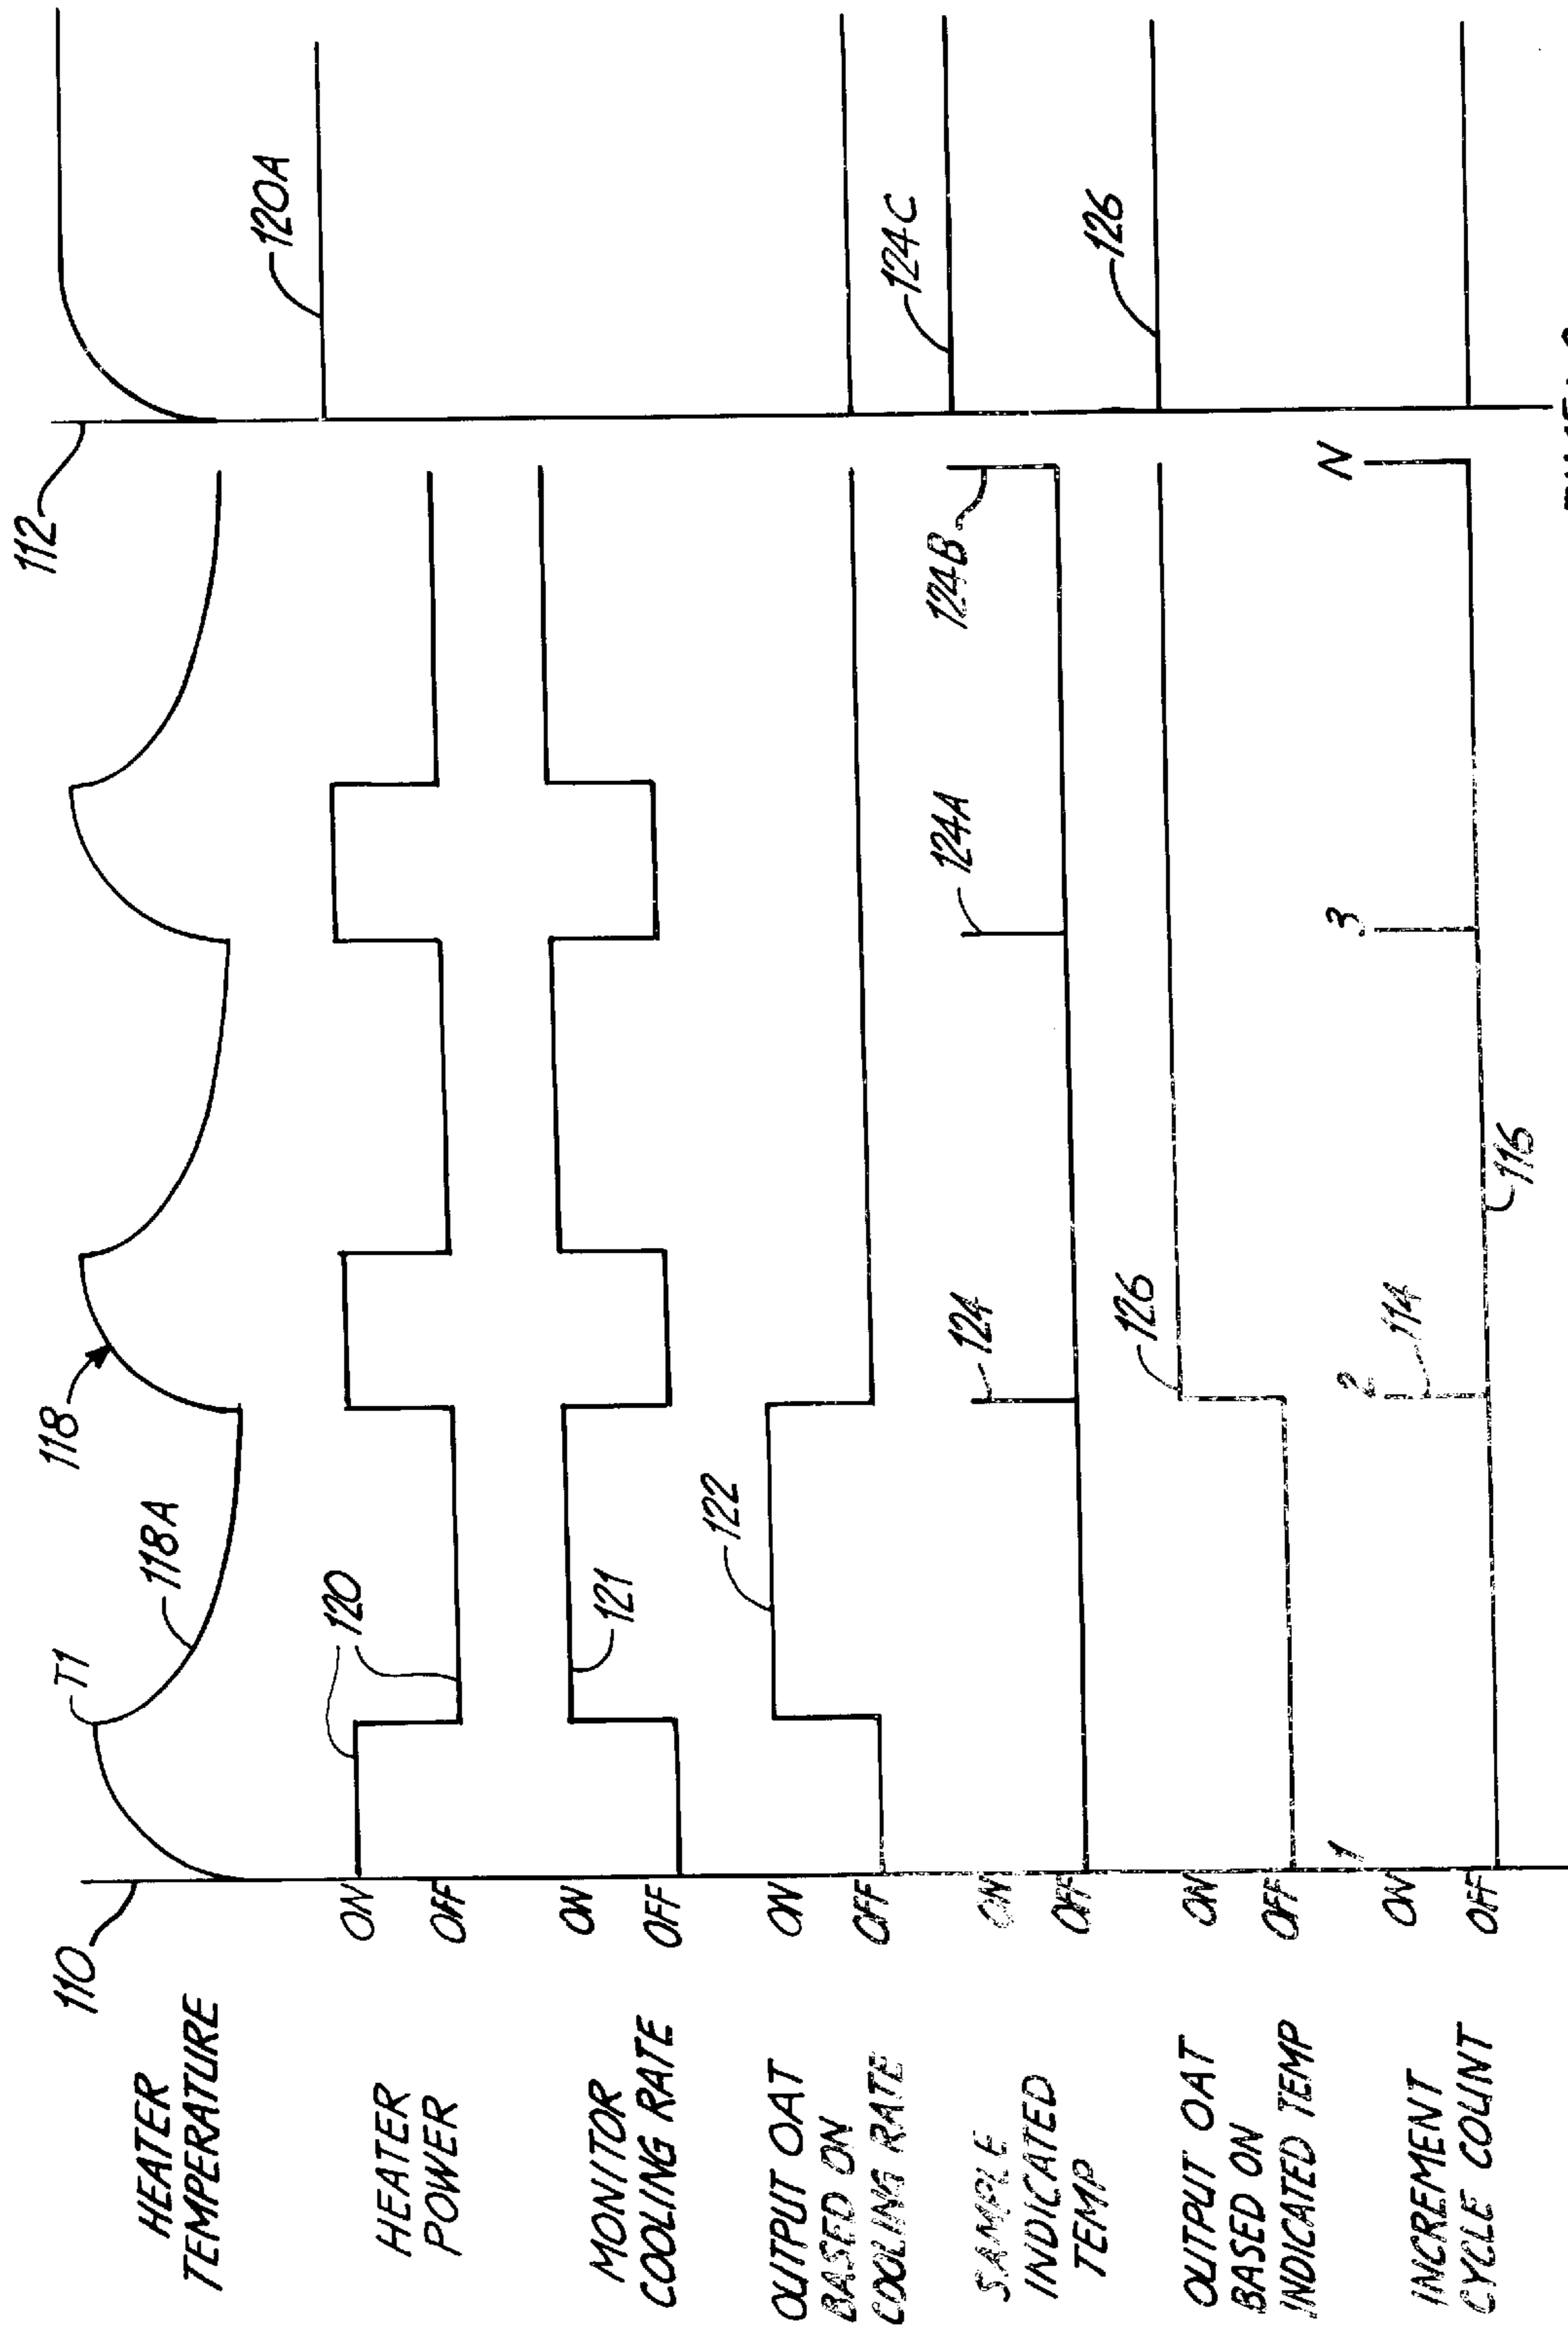 110
112
HEATER
TEMPERATURE
T1
118A
118
HEATER
POWER
ON
OFF
120
120A
MONITOR
COOLING RATE
ON
OFF
121
OUTPUT OAT
BASED ON
COOLING RATE
ON
OFF
122
SAMPLE
INDICATED
TEMP
ON
OFF
124
124A
124B
124C
OUTPUT OAT
BASED ON
INDICATED TEMP
ON
OFF
126
126
INCREMENT
CYCLE COUNT
ON
OFF
1
2
114
3
N
116